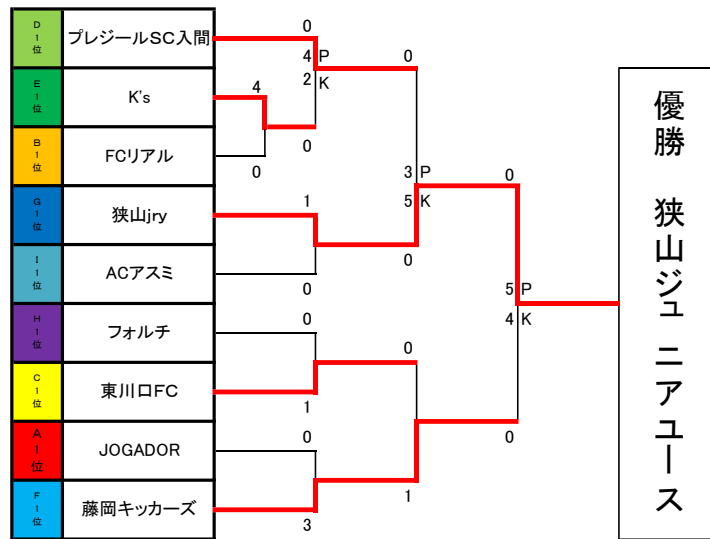 D1位 プレジールSC入間
E1位 K's
B1位 FCリアル
G1位 狭山jry
I1位 ACアスミ
H1位 フォルチ
C1位 東川口FC
A1位 JOGADOR
F1位 藤岡キッカーズ
0
4 P
2 K
0
4
0
0
1
0
3 P
5 K
0
0
0
1
0
0
3
1
5 P
4 K
0
優勝 狭山ジュニアユース